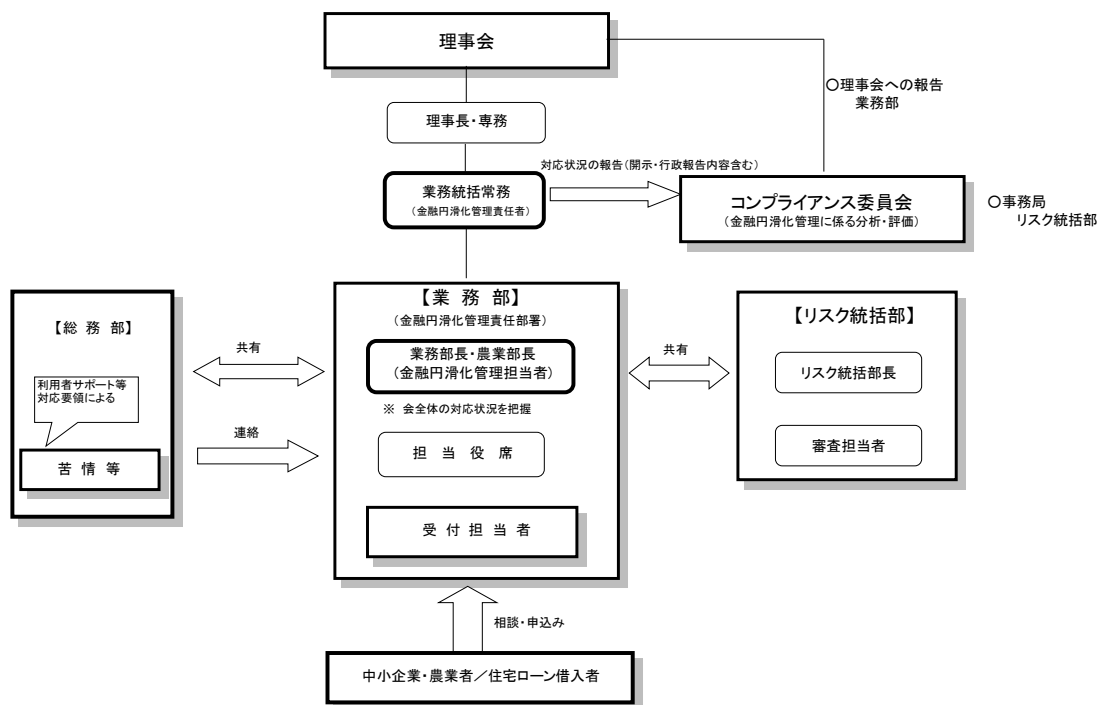 理事会
〇理事会への報告
業務部
理事長・専務
対応状況の報告(開示・行政報告内容含む)
業務統括常務
(金融円滑化管理責任者)
コンプライアンス委員会
(金融円滑化管理に係る分析・評価)
〇事務局
リスク統括部
【総 務 部】
利用者サポート等
対応要領による
苦 情 等
共有
連絡
【業 務 部】
(金融円滑化管理責任部署)
業務部長・農業部長
(金融円滑化管理担当者)
※ 会全体の対応状況を把握
担 当 役 席
受 付 担 当 者
共有
【リスク統括部】
リスク統括部長
審査担当者
相談・申込み
中小企業・農業者/住宅ローン借入者